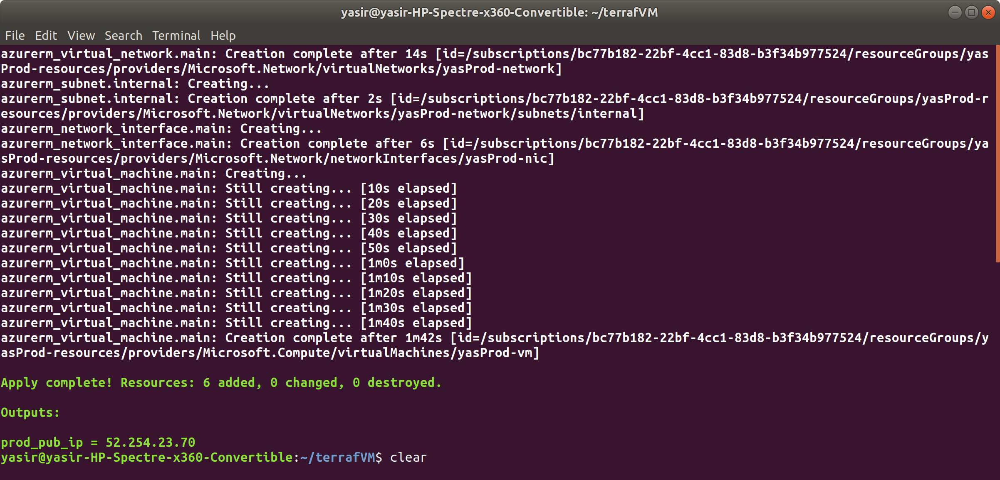 yasir@yasir-HP-Spectre-x360-Convertible: ~/terrafVM
File Edit View Search Terminal Help
azurerm_virtual_network.main: Creation complete after 14s [id=/subscriptions/bc77b182-22bf-4cc1-83d8-b3f34b977524/resourceGroups/yas
Prod-resources/providers/Microsoft.Network/virtualNetworks/yasProd-network]
azurerm_subnet.internal: Creating...
azurerm_subnet.internal: Creation complete after 2s [id=/subscriptions/bc77b182-22bf-4cc1-83d8-b3f34b977524/resourceGroups/yasProd-r
esources/providers/Microsoft.Network/virtualNetworks/yasProd-network/subnets/internal]
azurerm_network_interface.main: Creating...
azurerm_network_interface.main: Creation complete after 6s [id=/subscriptions/bc77b182-22bf-4cc1-83d8-b3f34b977524/resourceGroups/ya
sProd-resources/providers/Microsoft.Network/networkInterfaces/yasProd-nic]
azurerm_virtual_machine.main: Creating...
azurerm_virtual_machine.main: Still creating... [10s elapsed]
azurerm_virtual_machine.main: Still creating... [20s elapsed]
azurerm_virtual_machine.main: Still creating... [30s elapsed]
azurerm_virtual_machine.main: Still creating... [40s elapsed]
azurerm_virtual_machine.main: Still creating... [50s elapsed]
azurerm_virtual_machine.main: Still creating... [1m0s elapsed]
azurerm_virtual_machine.main: Still creating... [1m10s elapsed]
azurerm_virtual_machine.main: Still creating... [1m20s elapsed]
azurerm_virtual_machine.main: Still creating... [1m30s elapsed]
azurerm_virtual_machine.main: Still creating... [1m40s elapsed]
azurerm_virtual_machine.main: Creation complete after 1m42s [id=/subscriptions/bc77b182-22bf-4cc1-83d8-b3f34b977524/resourceGroups/y
asProd-resources/providers/Microsoft.Compute/virtualMachines/yasProd-vm]
Apply complete! Resources: 6 added, 0 changed, 0 destroyed.
Outputs:
prod_pub_ip = 52.254.23.70
yasir@yasir-HP-Spectre-x360-Convertible:~/terrafVM$ clear